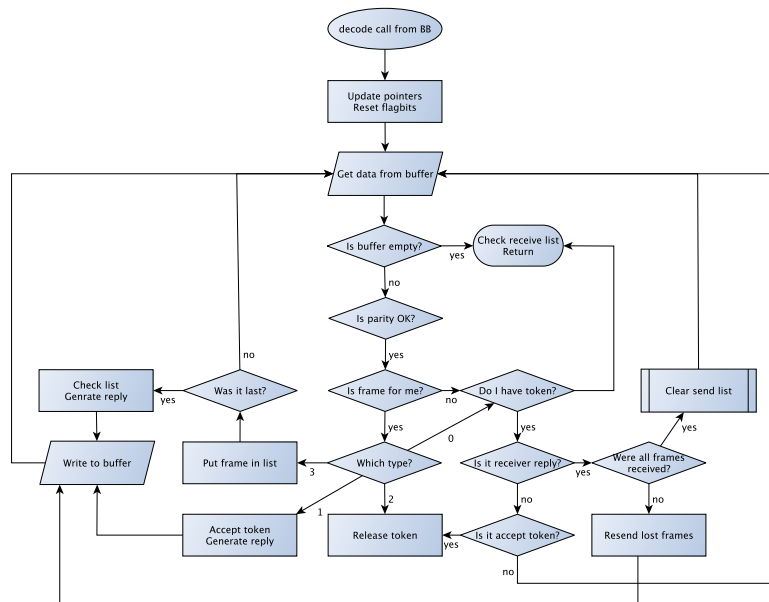 decode call from BB
Update pointers
Reset flagbits
Get data from buffer
Is buffer empty?
yes
Check receive list
Return
no
Is parity OK?
yes
no
Check list
Genrate reply
yes
Was it last?
Is frame for me?
no
Do I have token?
Clear send list
yes
0
yes
yes
Write to buffer
Put frame in list
3
Which type?
Is it receiver reply?
yes
Were all frames
received?
1
2
no
no
Accept token
Generate reply
Release token
yes
Is it accept token?
Resend lost frames
no